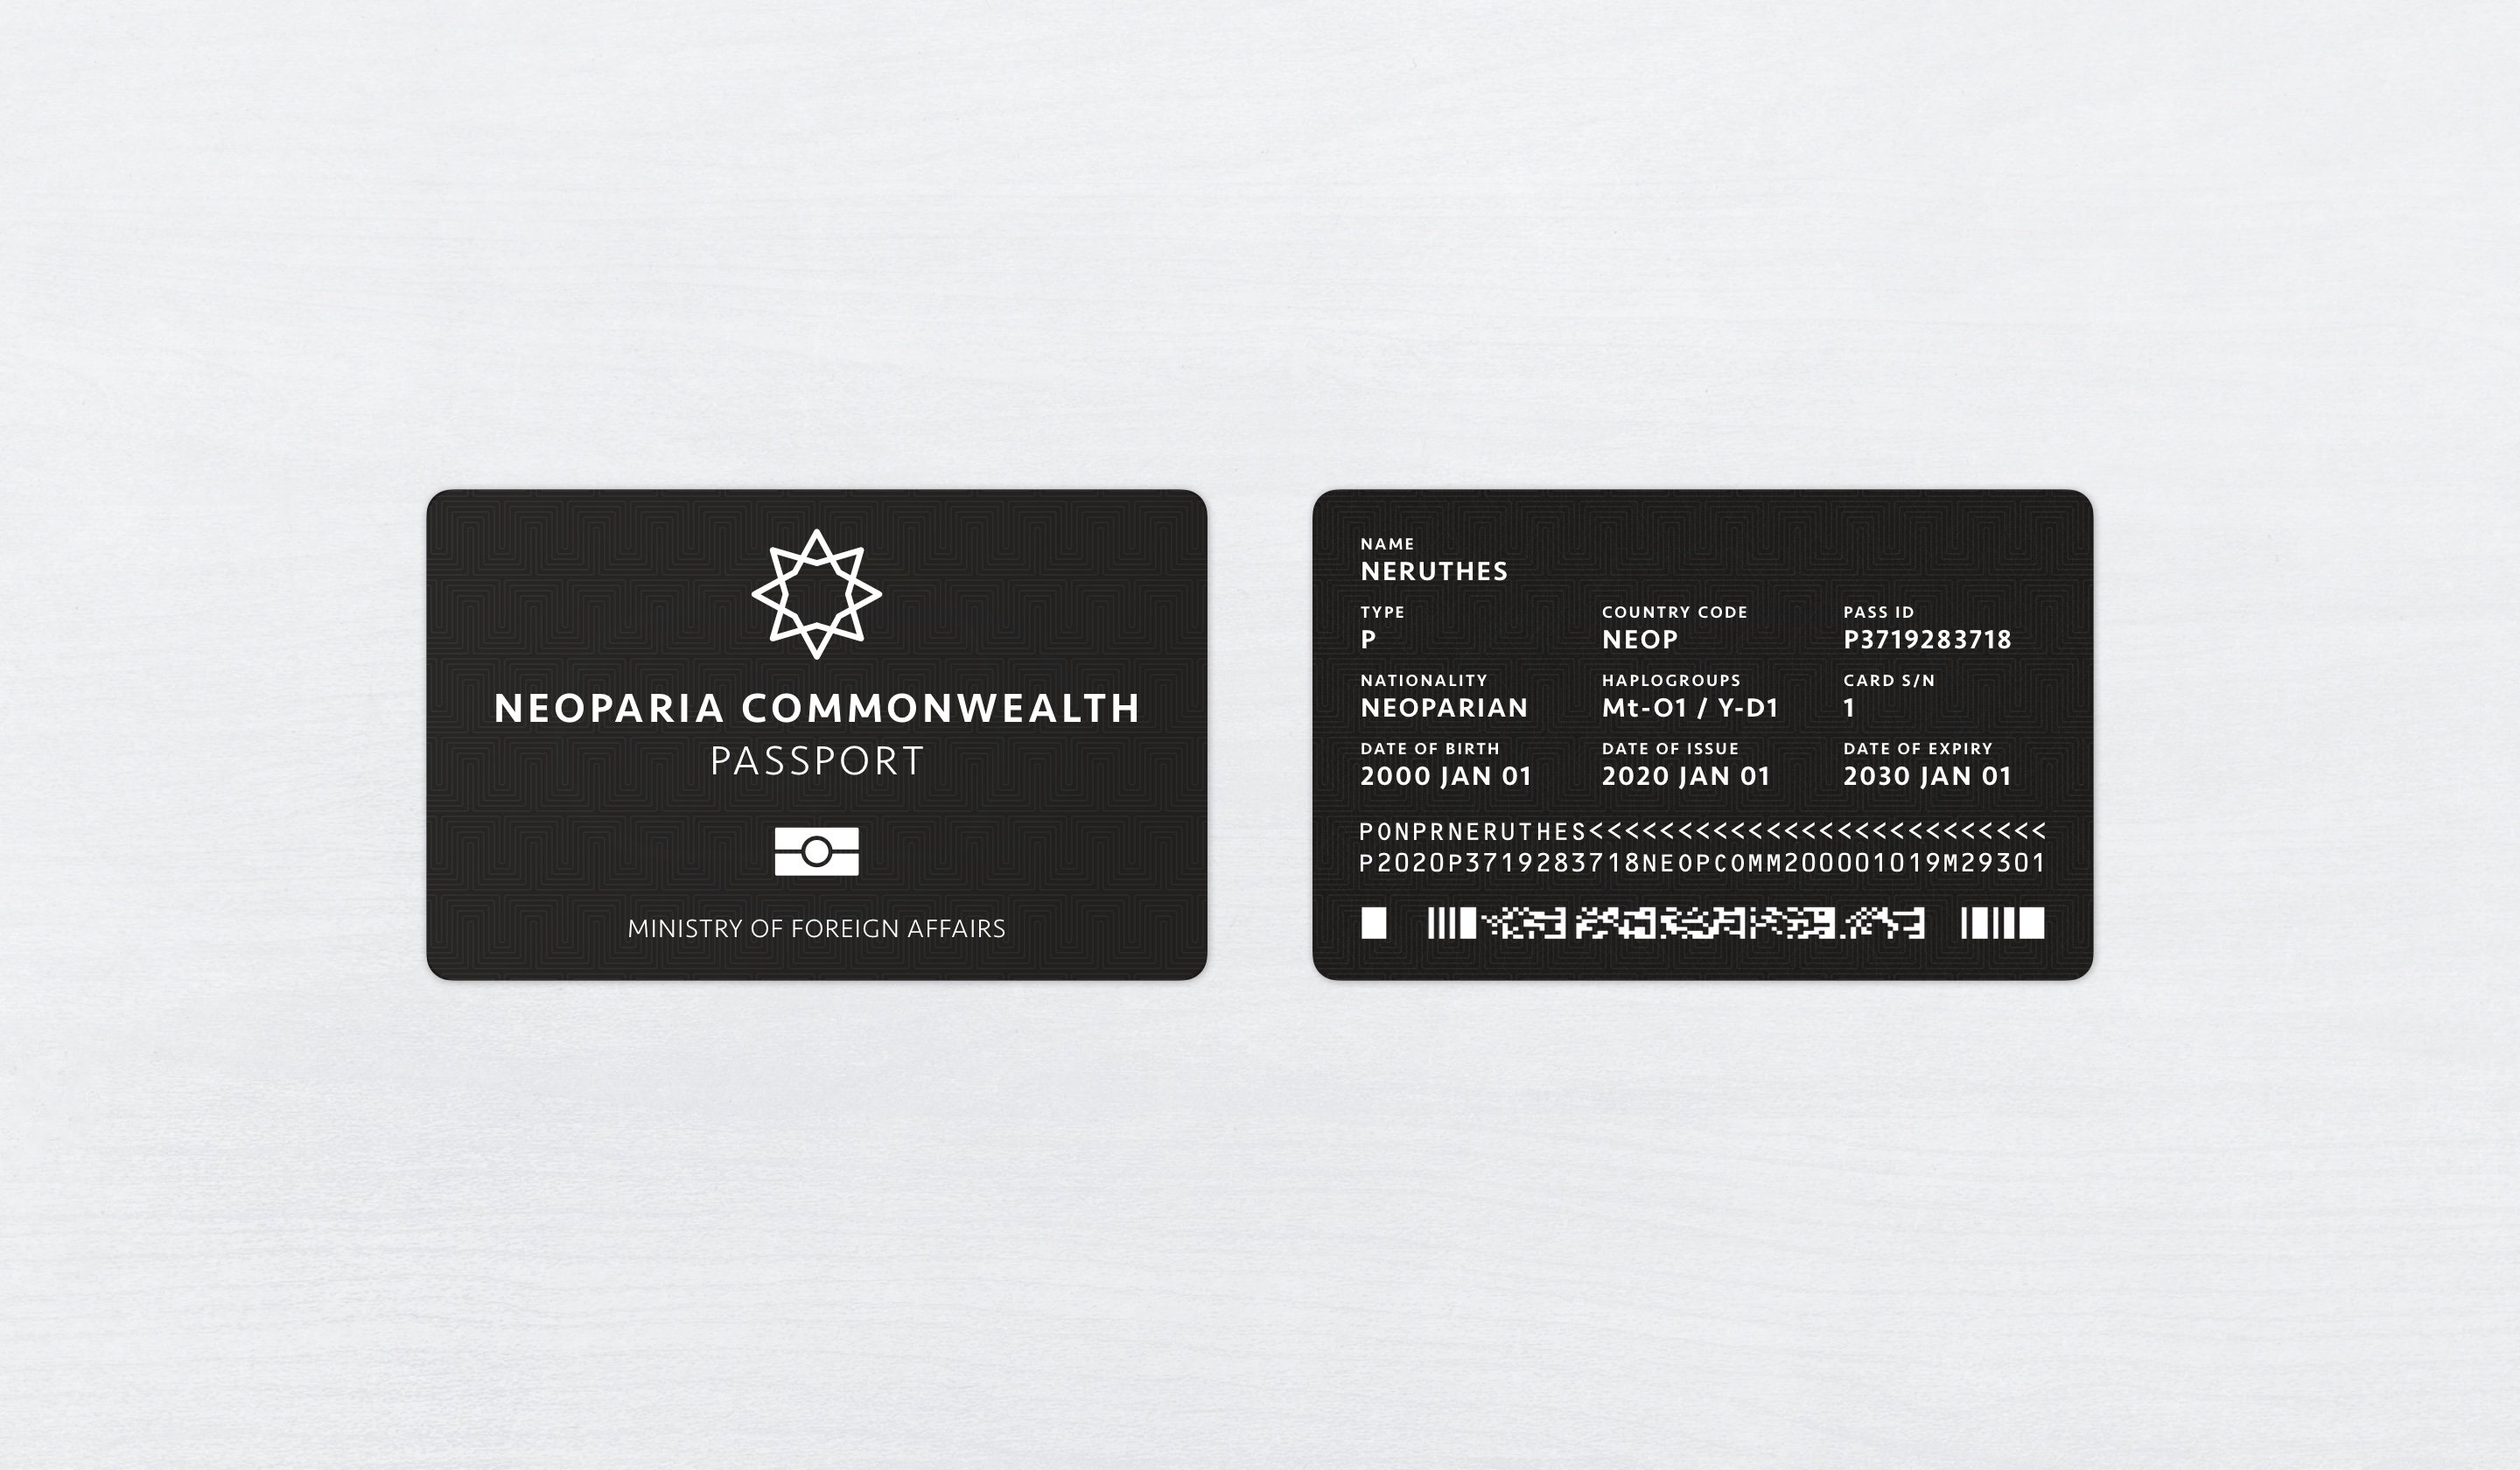 NEOPARIA COMMONWEALTH
PASSPORT
MINISTRY OF FOREIGN AFFAIRS
NAME
NERUTHES
TYPE COUNTRY CODE PASS ID
P NEOP P3719283718
NATIONALITY HAPLOGROUPS CARD S/N
NEOPARIAN Mt-O1 / Y-D1 1
DATE OF BIRTH DATE OF ISSUE DATE OF EXPIRY
2000 JAN 01 2020 JAN 01 2030 JAN 01
PONPRNERUTHES<<<<<<<<<<<<<<<<<<<<<<<<<<
P2020P3719283718NEOPCOMM200001019M29301